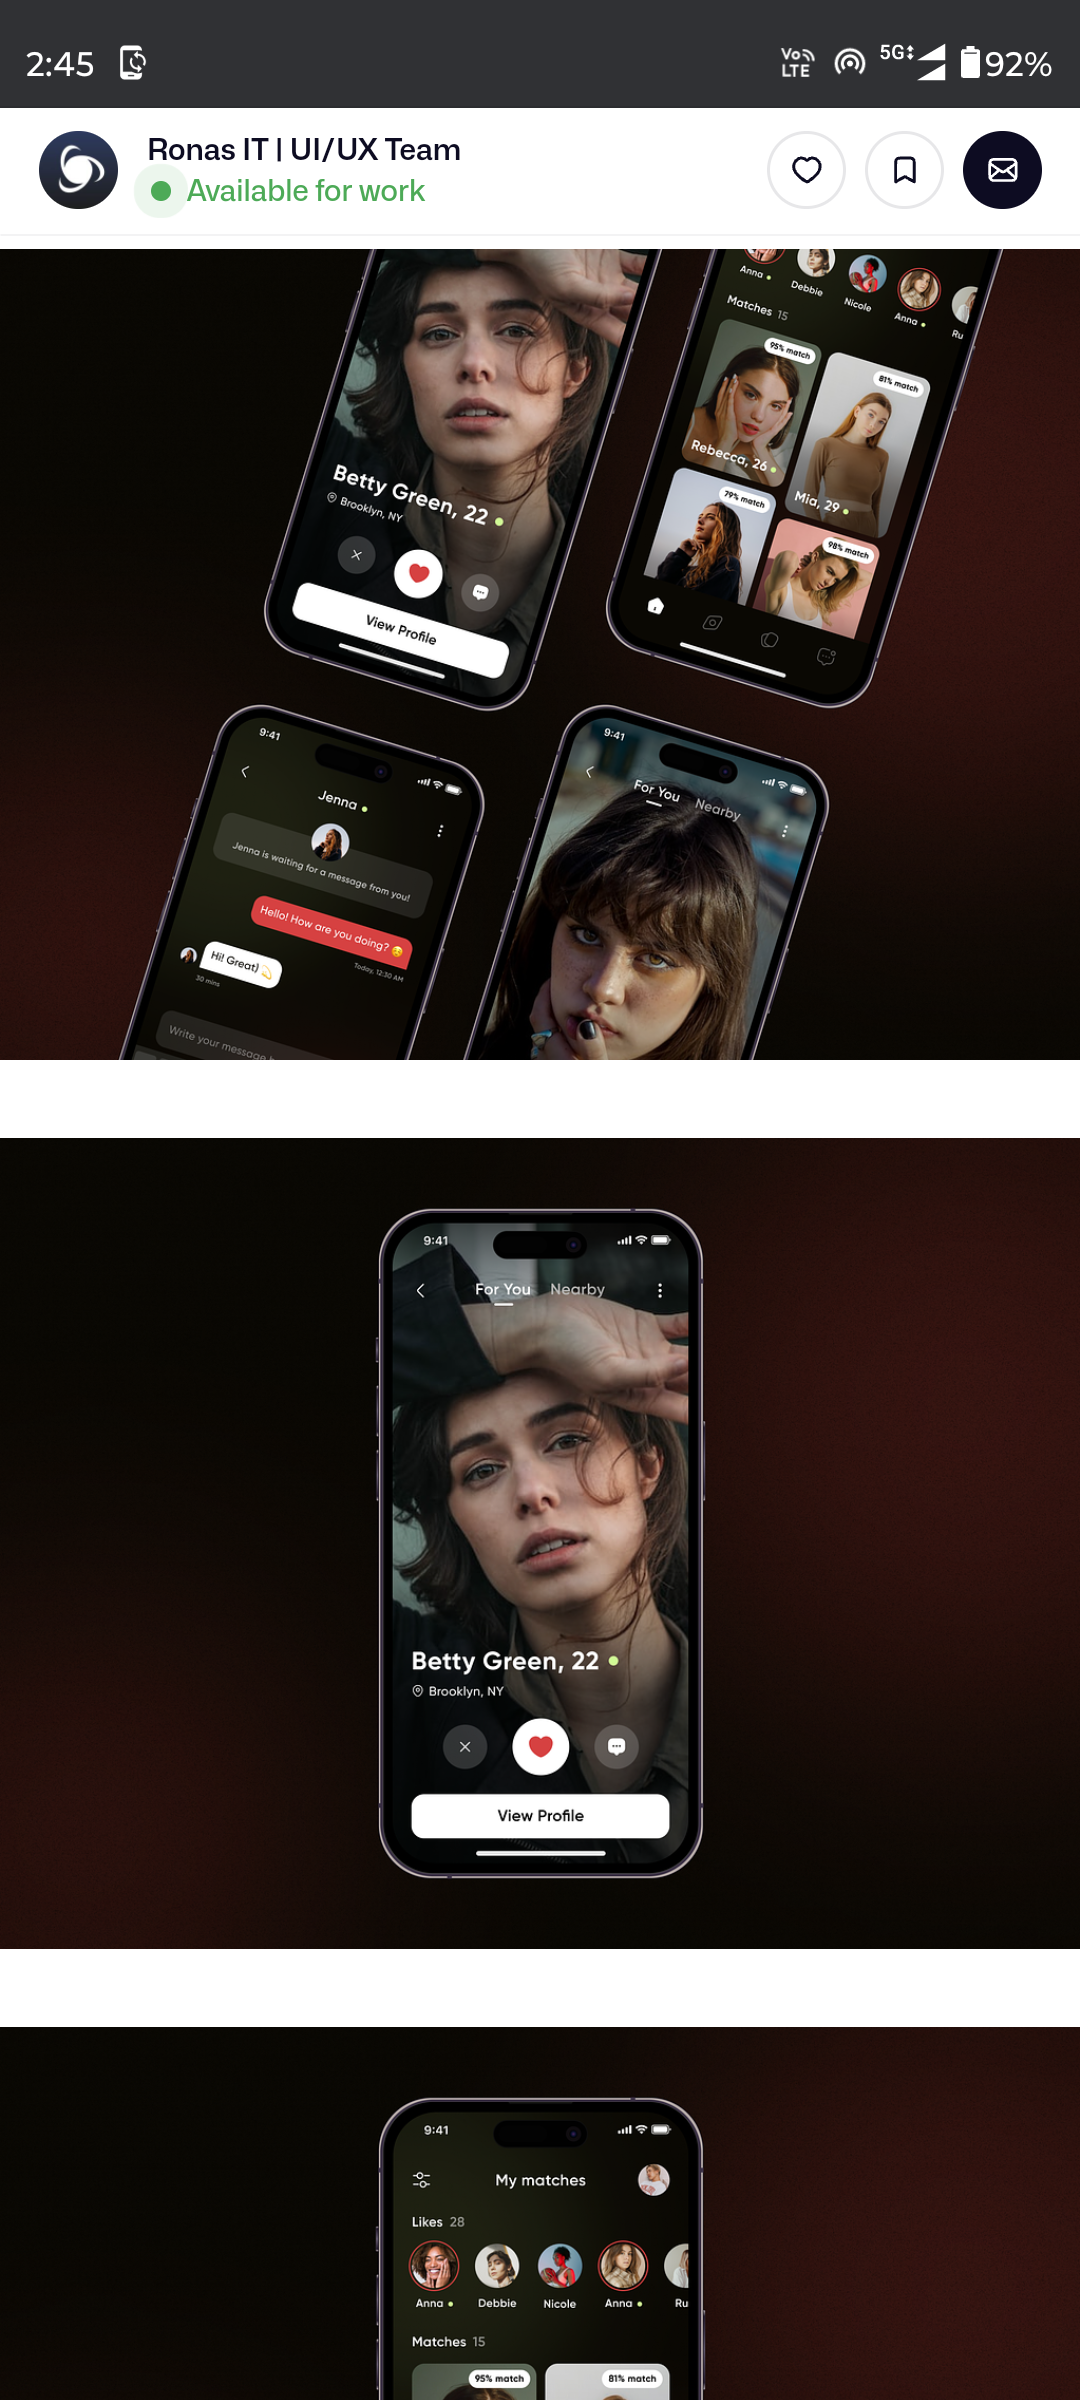 2:45
Vo
LTE
5G
92%
Ronas IT | UI/UX Team
Available for work
Anna
Debbie
Nicole
Anna
Ru
Matches 15
95% match
81% match
Rebecca, 26
Mia, 29
79% match
98% match
Betty Green, 22
Brooklyn, NY
View Profile
9:41
Jenna
Jenna is waiting for a message from you!
Hello! How are you doing? ☺️
Today, 12:30 AM
Hi! Great) 💫
30 mins
Write your message
9:41
For You Nearby
9:41
For You Nearby
Betty Green, 22
Brooklyn, NY
View Profile
9:41
My matches
Likes 28
Anna Debbie Nicole Anna Ru
Matches 15
95% match 81% match